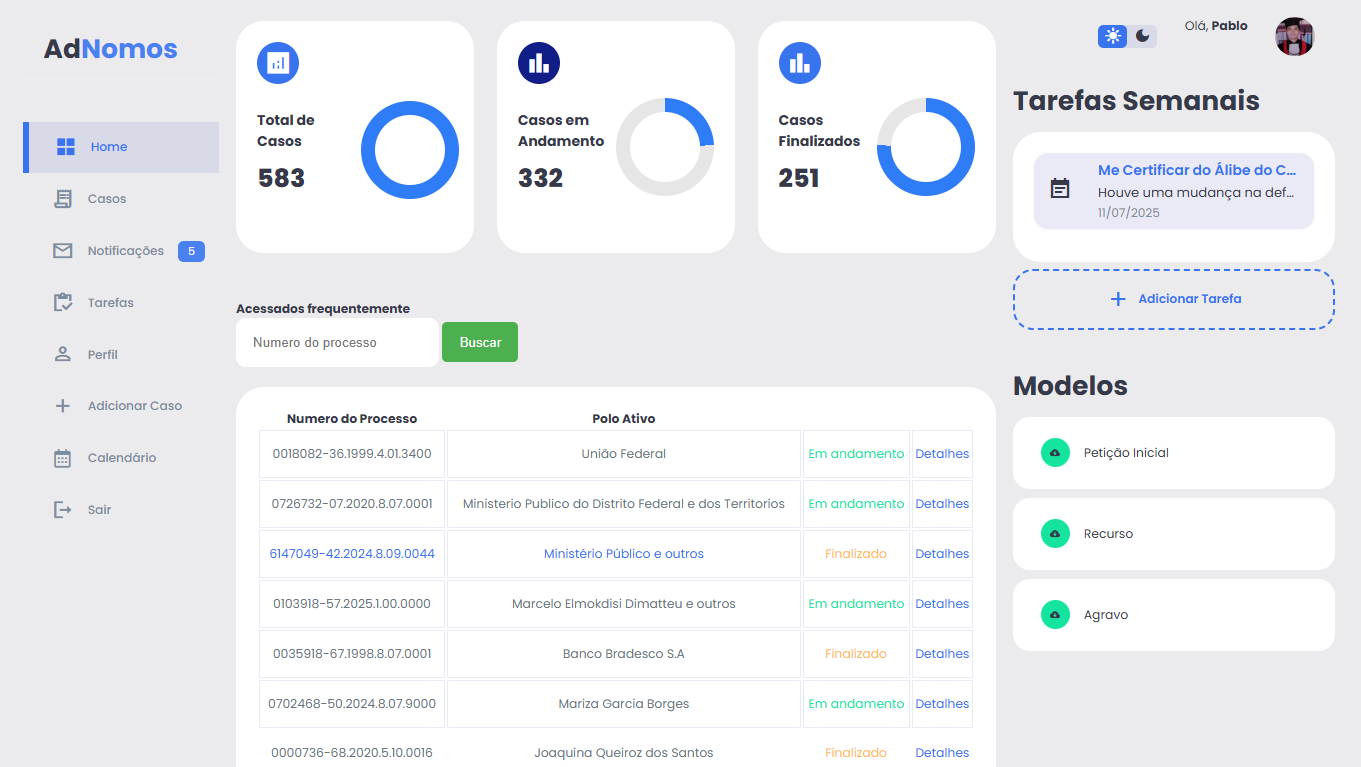 AdNomos
Home
Casos
Notificações 5
Tarefas
Perfil
Adicionar Caso
Calendário
Sair
Total de
Casos
583
Casos em
Andamento
332
Casos
Finalizados
251
Acessados frequentemente
Numero do processo
Buscar
Numero do Processo Polo Ativo
0018082-36.1999.4.01.3400 União Federal Em andamento Detalhes
0726732-07.2020.8.07.0001 Ministerio Publico do Distrito Federal e dos Territorios Em andamento Detalhes
6147049-42.2024.8.09.0044 Ministério Público e outros Finalizado Detalhes
0103918-57.2025.1.00.0000 Marcelo Elmokdisi Dimatteu e outros Em andamento Detalhes
0035918-67.1998.8.07.0001 Banco Bradesco S.A Finalizado Detalhes
0702468-50.2024.8.07.9000 Mariza Garcia Borges Em andamento Detalhes
0000736-68.2020.5.10.0016 Joaquina Queiroz dos Santos Finalizado Detalhes
Olá, Pablo
Tarefas Semanais
Me Certificar do Álibe do C...
Houve uma mudança na def...
11/07/2025
Adicionar Tarefa
Modelos
Petição Inicial
Recurso
Agravo